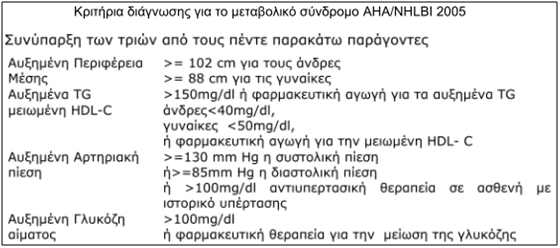 Κριτήρια διάγνωσης για το μεταβολικό σύνδρομο AHA/NHLBI 2005
Συνύπαρξη των τριών από τους πέντε παρακάτω παράγοντες
Αυξημένη Περιφέρεια >= 102 cm για τους άνδρες
Μέσης >= 88 cm για τις γυναίκες
Αυξημένα TG >150mg/dl ή φαρμακευτική αγωγή για τα αυξημένα TG
μειωμένη HDL-C άνδρες<40mg/dl,
γυναίκες <50mg/dl,
ή φαρμακευτική αγωγή για την μειωμένη HDL- C
Αυξημένη Αρτηριακή >=130 mm Hg η συστολική πίεση
πίεση ή>=85mm Hg η διαστολική πίεση
ή >100mg/dl αντιυπερτασική θεραπεία σε ασθενή με
ιστορικό υπέρτασης
Αυξημένη Γλυκόζη >100mg/dl
αίματος ή φαρμακευτική θεραπεία για την μείωση της γλυκόζης